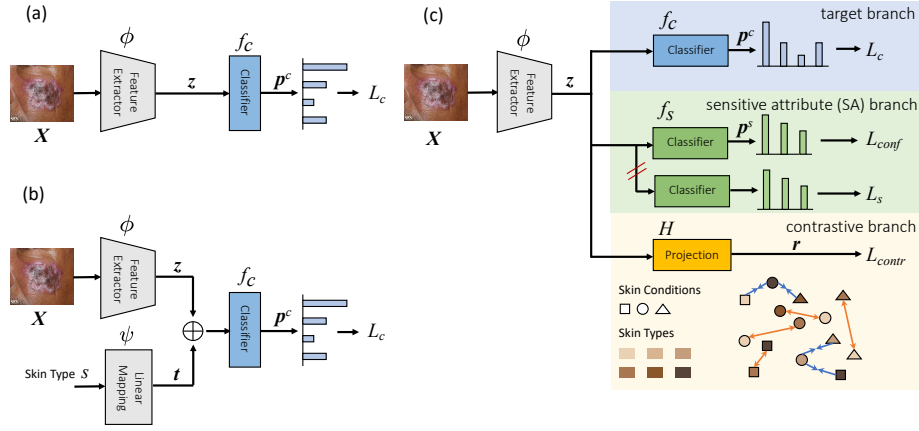 (a)
ϕ
Feature Extractor
X
z
f_c
Classifier
p^c
L_c
(b)
ϕ
Feature Extractor
X
z
ψ
Skin Type s
Linear Mapping
t
f_c
Classifier
p^c
L_c
(c)
ϕ
Feature Extractor
X
z
target branch
f_c
Classifier
p^c
L_c
sensitive attribute (SA) branch
f_s
Classifier
p^s
L_conf
Classifier
L_s
contrastive branch
H
Projection
r
L_contr
Skin Conditions
Skin Types